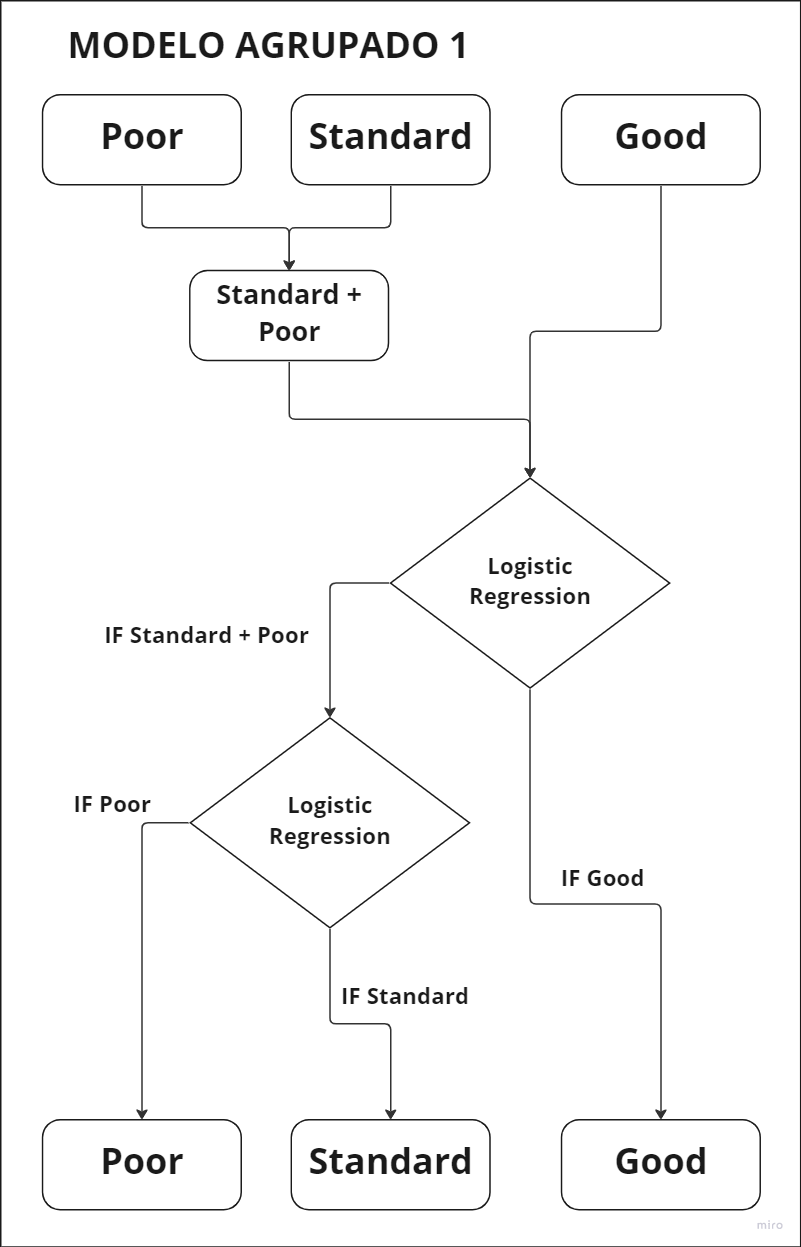 MODELO AGRUPADO 1
Poor
Standard
Good
Standard +
Poor
Logistic
Regression
IF Standard + Poor
IF Poor
Logistic
Regression
IF Good
IF Standard
Poor
Standard
Good
miro